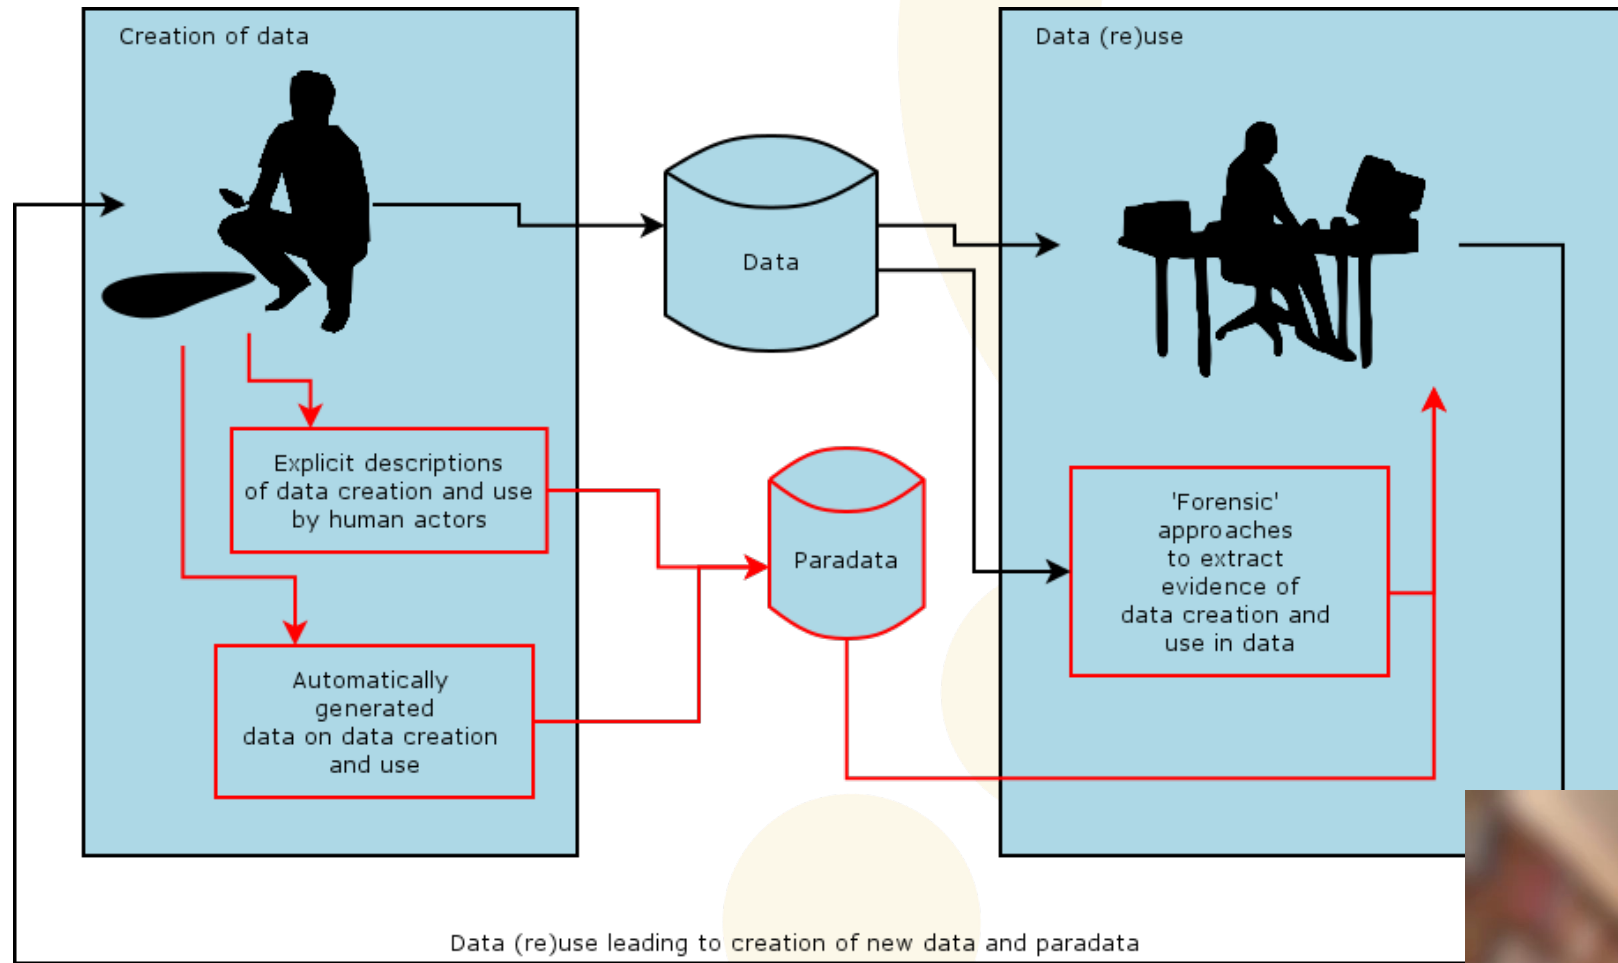 Creation of data
Data (re)use
Data
Explicit descriptions
of data creation and use
by human actors
Automatically
generated
data on data creation
and use
Paradata
'Forensic'
approaches
to extract
evidence of
data creation and
use in data
Data (re)use leading to creation of new data and paradata